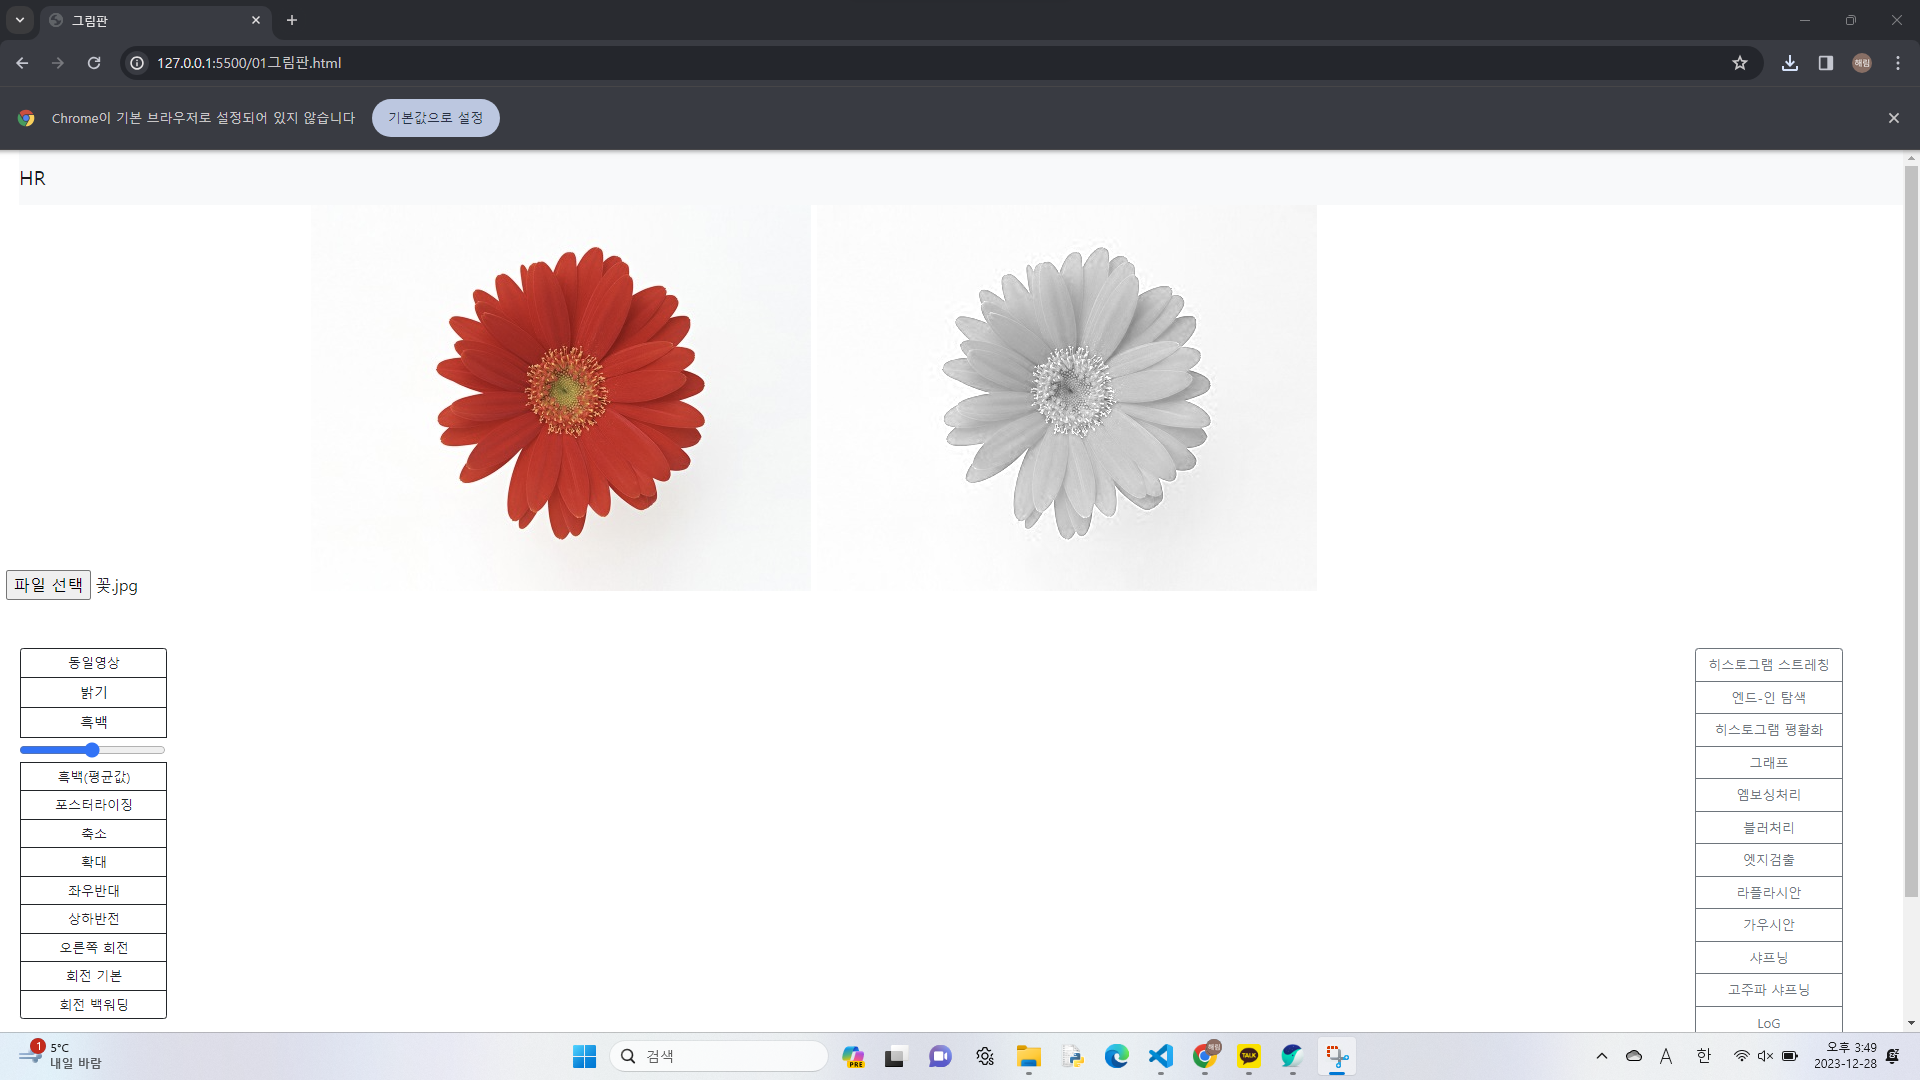 그림판
127.0.0.1:5500/01그림판.html
해림
Chrome이 기본 브라우저로 설정되어 있지 않습니다
기본값으로 설정
HR
파일 선택 꽃.jpg
동일영상
밝기
흑백
흑백(평균값)
포스터라이징
축소
확대
좌우반대
상하반전
오른쪽 회전
회전 기본
회전 백워딩
히스토그램 스트레칭
엔드-인 탐색
히스토그램 평활화
그래프
엠보싱처리
블러처리
엣지검출
라플라시안
가우시안
샤프닝
고주파 샤프닝
LoG
1
5°C
내일 바람
검색
PRE
해림
TALK
A
한
오후 3:49
2023-12-28